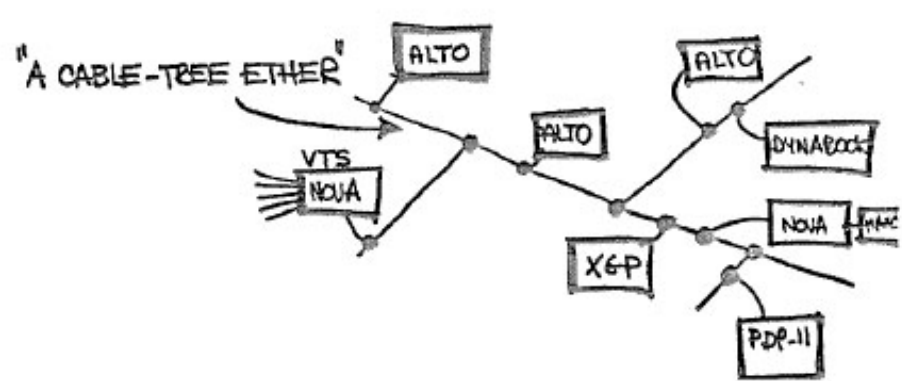 "A CABLE-TREE ETHER"
ALTO
ALTO
ALTO
DYNABOOK
VTS
NOVA
NOVA
XGP
PDP-11